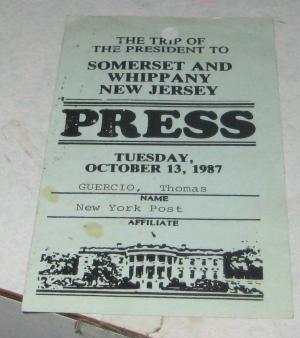 THE TRIP OF
THE PRESIDENT TO
SOMERSET AND
WHIPPANY
NEW JERSEY
PRESS
TUESDAY,
OCTOBER 13, 1987
GUERCIO, Thomas
NAME
New York Post
AFFILIATE